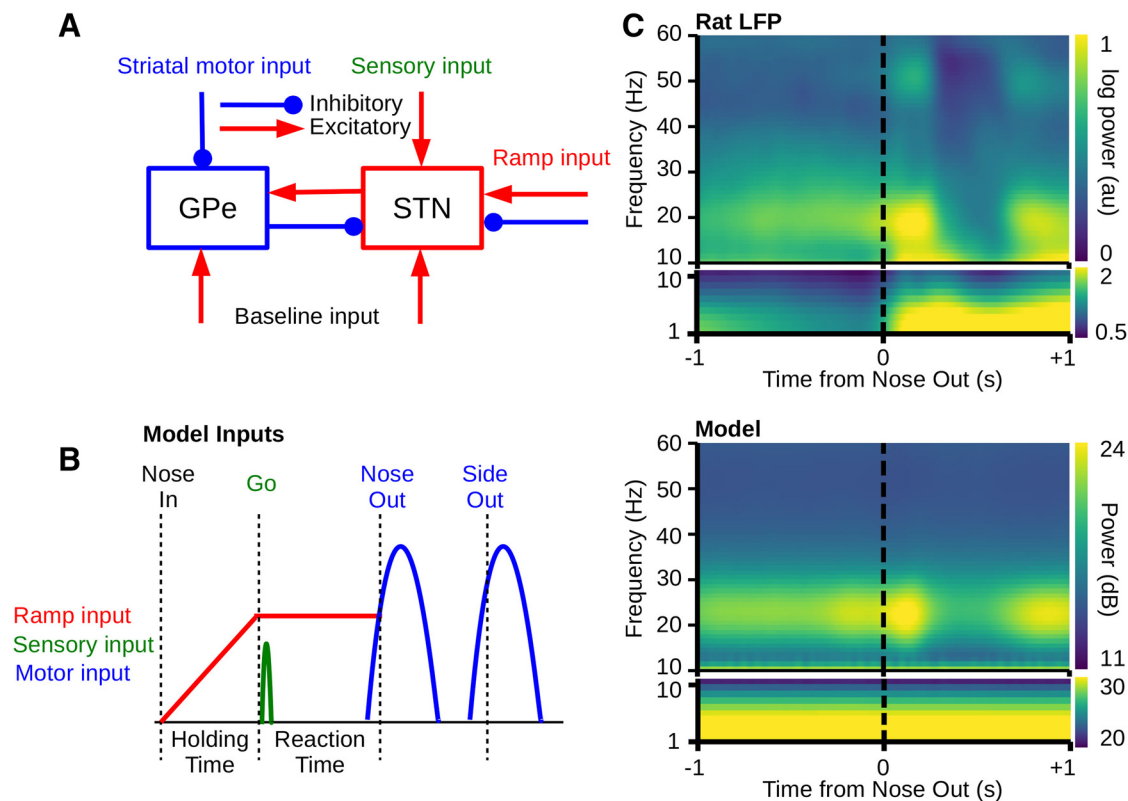 A
Striatal motor input
Sensory input
Inhibitory
Excitatory
Ramp input
GPe
STN
Baseline input
B
Model Inputs
Nose
In
Go
Nose
Out
Side
Out
Ramp input
Sensory input
Motor input
Holding
Time
Reaction
Time
C
Rat LFP
60
50
40
30
20
10
10
1
Frequency (Hz)
-1
0
+1
Time from Nose Out (s)
1
0
log power (au)
2
0.5
Model
60
50
40
30
20
10
10
1
Frequency (Hz)
-1
0
+1
Time from Nose Out (s)
24
11
Power (dB)
30
20